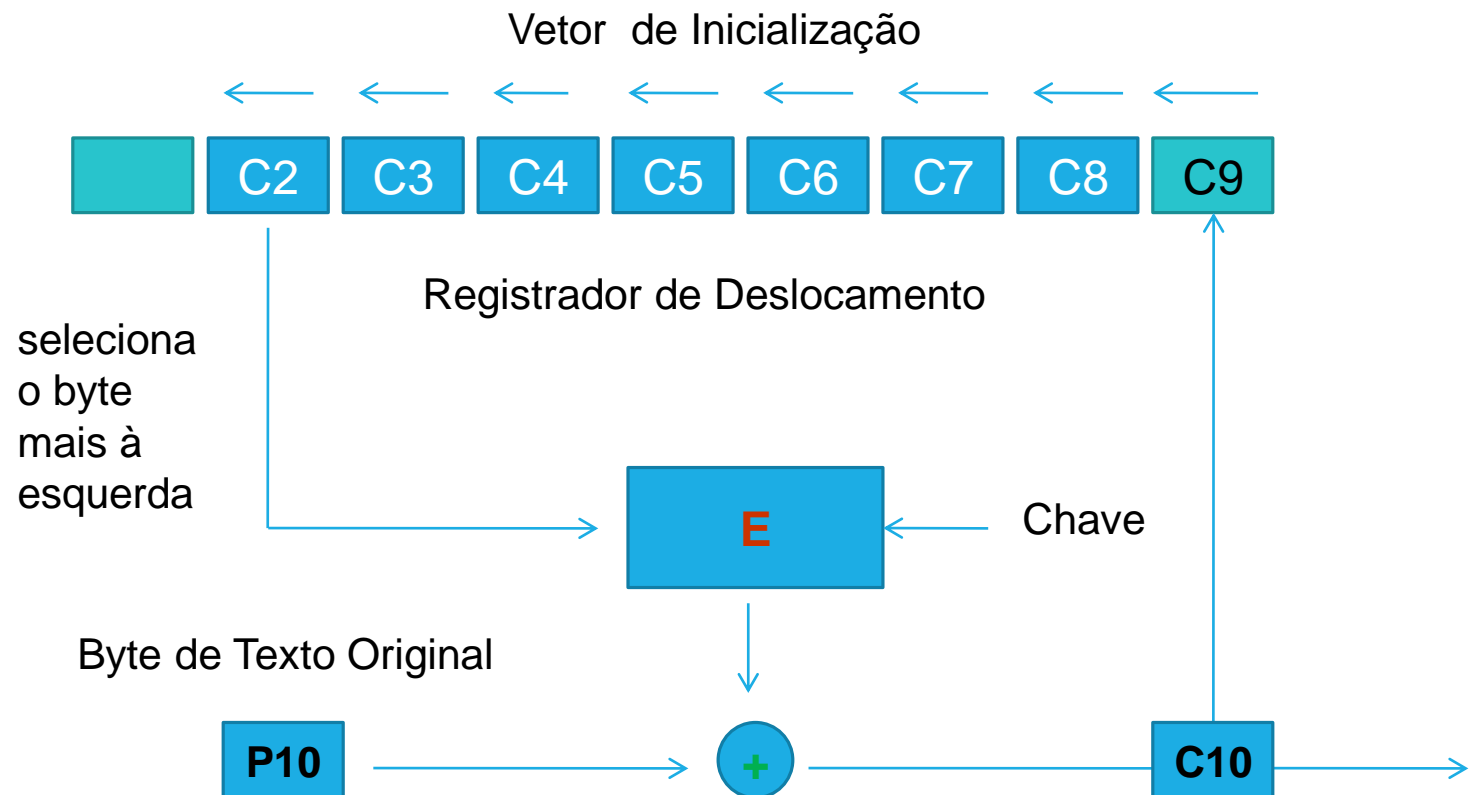 Vetor de Inicialização
C2 C3 C4 C5 C6 C7 C8 C9
Registrador de Deslocamento
seleciona
o byte
mais à
esquerda
E
Chave
Byte de Texto Original
P10 + C10